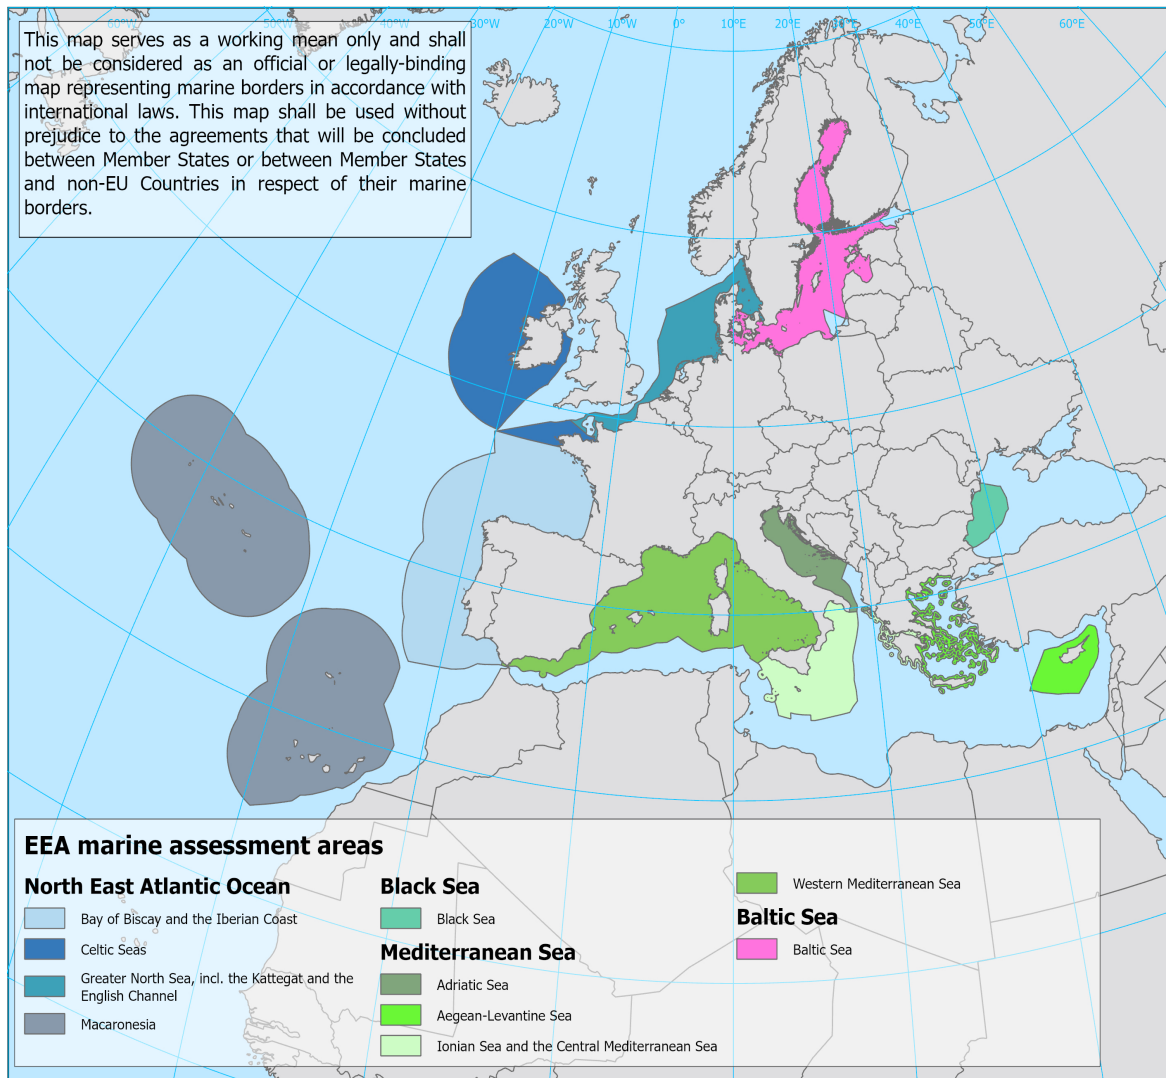 60°W 50°W 40°W 30°W 20°W 10°W 0° 10°E 20°E 30°E 40°E 50°E 60°E
This map serves as a working mean only and shall
not be considered as an official or legally-binding
map representing marine borders in accordance with
international laws. This map shall be used without
prejudice to the agreements that will be concluded
between Member States or between Member States
and non-EU Countries in respect of their marine
borders.
EEA marine assessment areas
North East Atlantic Ocean
Bay of Biscay and the Iberian Coast
Celtic Seas
Greater North Sea, incl. the Kattegat and the
English Channel
Macaronesia
Black Sea
Black Sea
Mediterranean Sea
Adriatic Sea
Aegean-Levantine Sea
Ionian Sea and the Central Mediterranean Sea
Western Mediterranean Sea
Baltic Sea
Baltic Sea